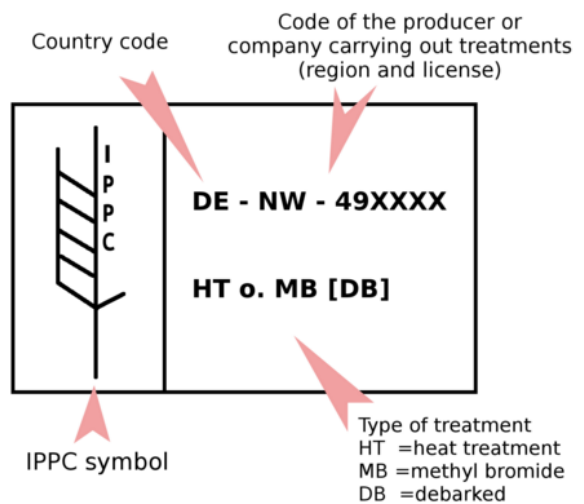 Code of the producer or
company carrying out treatments
(region and license)
Country code
I
P
P
C
DE - NW - 49XXXX
HT o. MB [DB]
IPPC symbol
Type of treatment
HT =heat treatment
MB =methyl bromide
DB =debarked